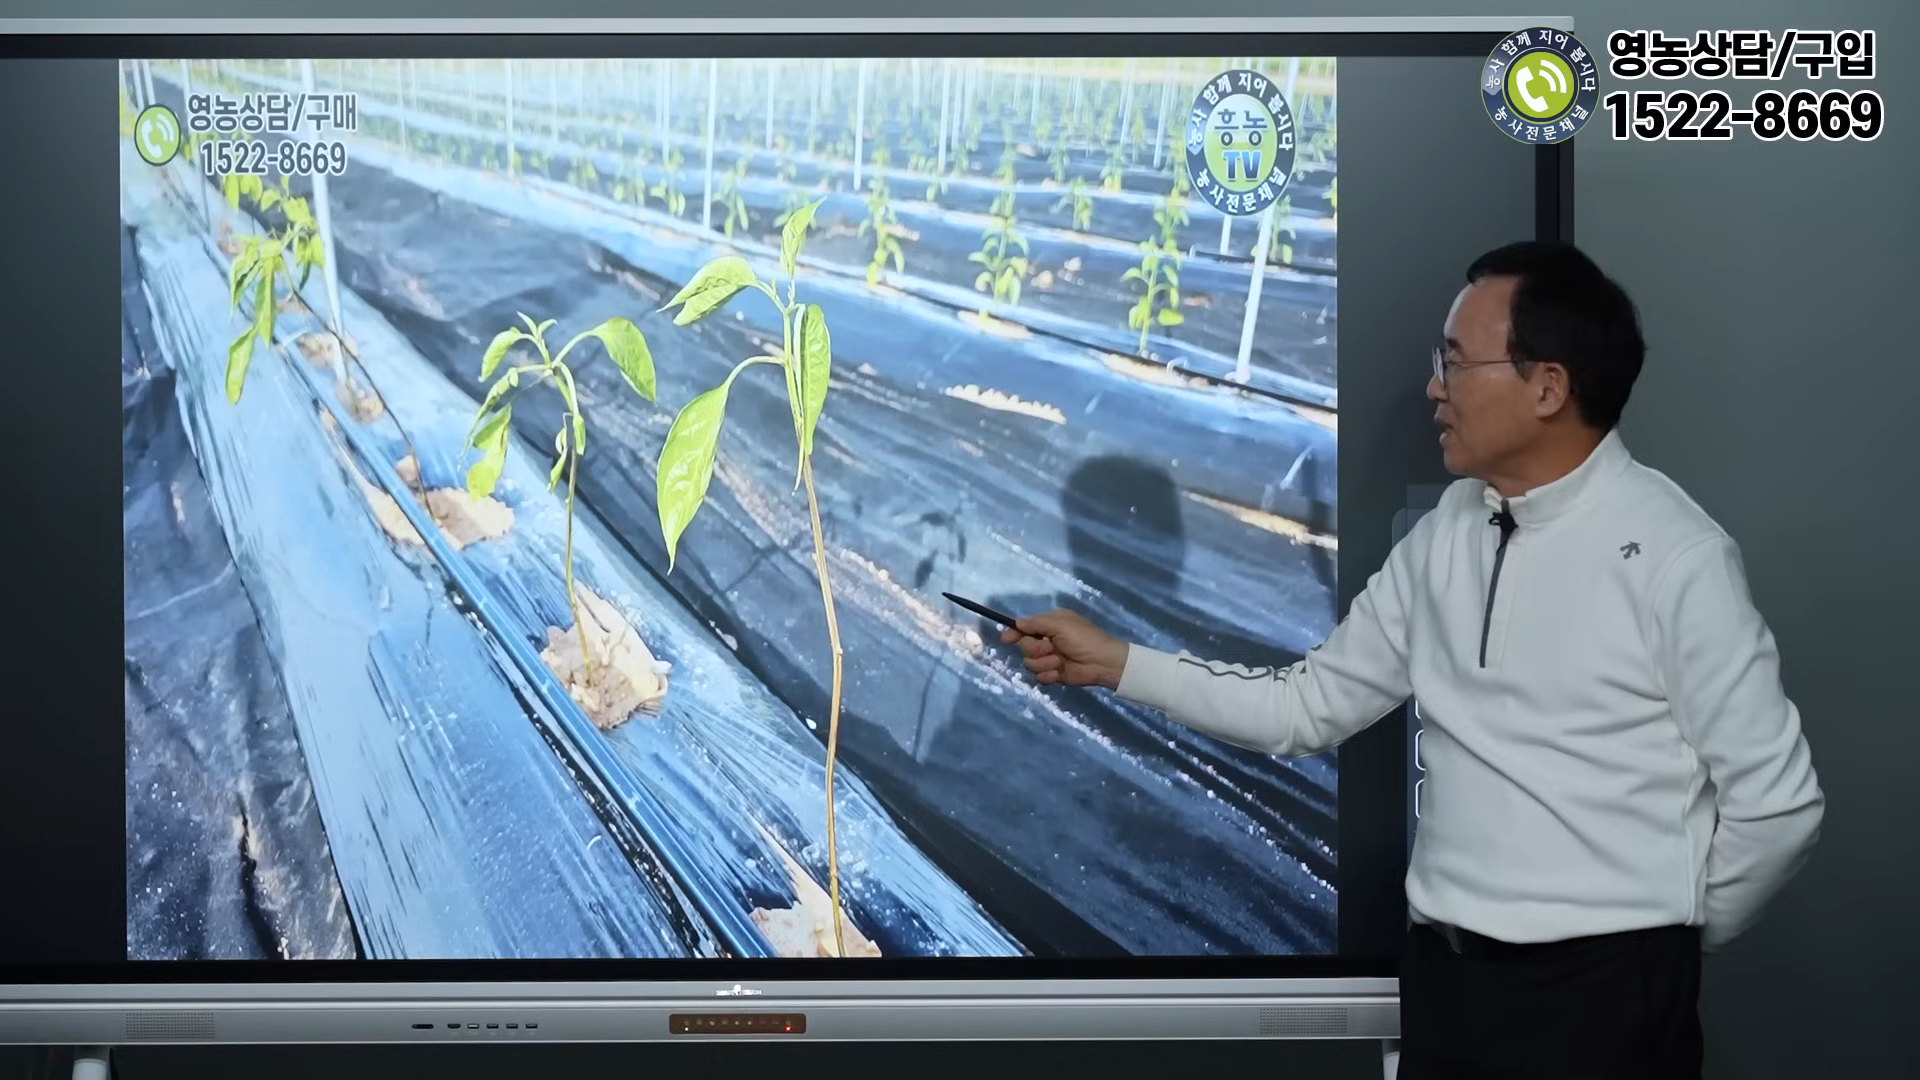 농사 함께 지어 봅시다
농사전문채널
영농상담/구입
1522-8669
영농상담/구매
1522-8669
농사 함께 지어 봅시다
흥농
TV
농사전문채널